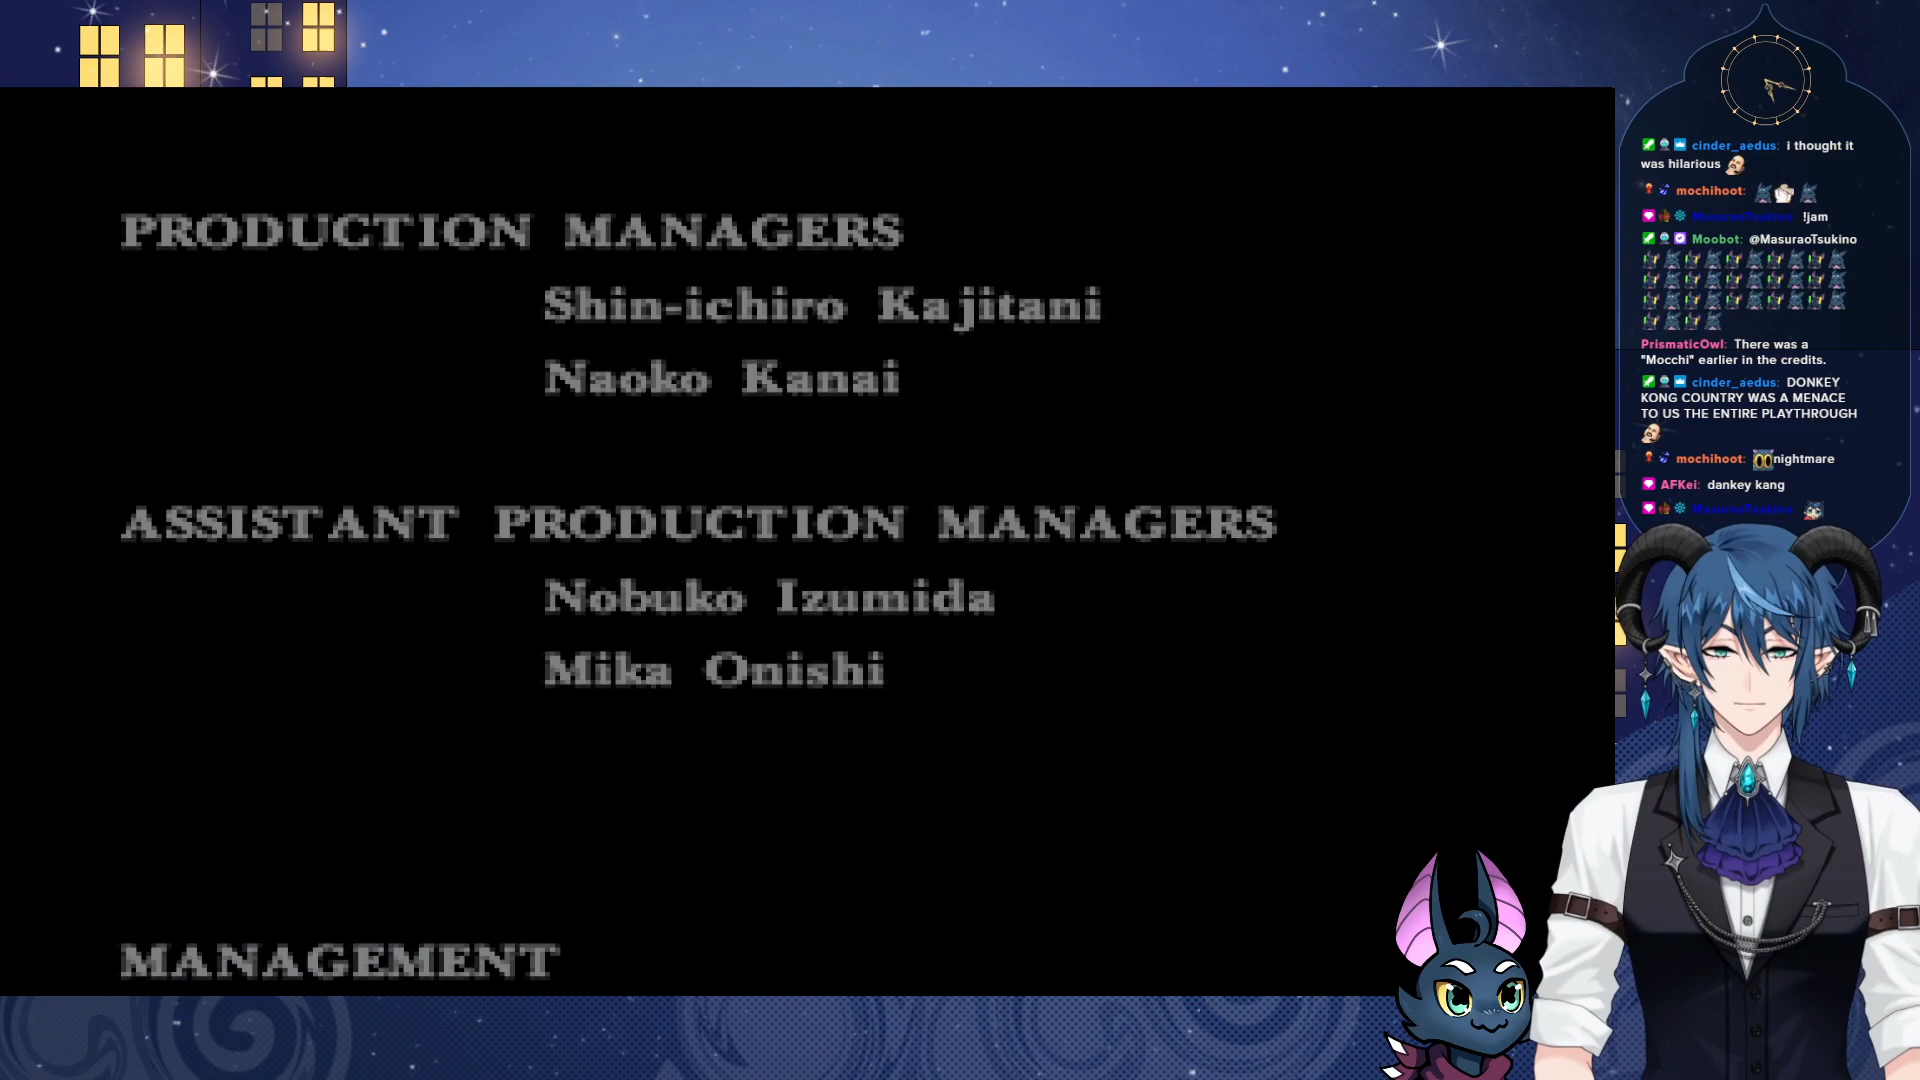 PRODUCTION MANAGERS
Shin-ichiro Kajitani
Naoko Kanai
ASSISTANT PRODUCTION MANAGERS
Nobuko Izumida
Mika Onishi
MANAGEMENT
cinder_aedus: i thought it
was hilarious
mochihoot:
MasuraoTsukino !jam
Moobot: @MasuraoTsukino
PrismaticOwl: There was a
"Mocchi" earlier in the credits.
cinder_aedus: DONKEY
KONG COUNTRY WAS A MENACE
TO US THE ENTIRE PLAYTHROUGH
mochihoot: nightmare
AFKei: dankey kang
MasuraoTsukino